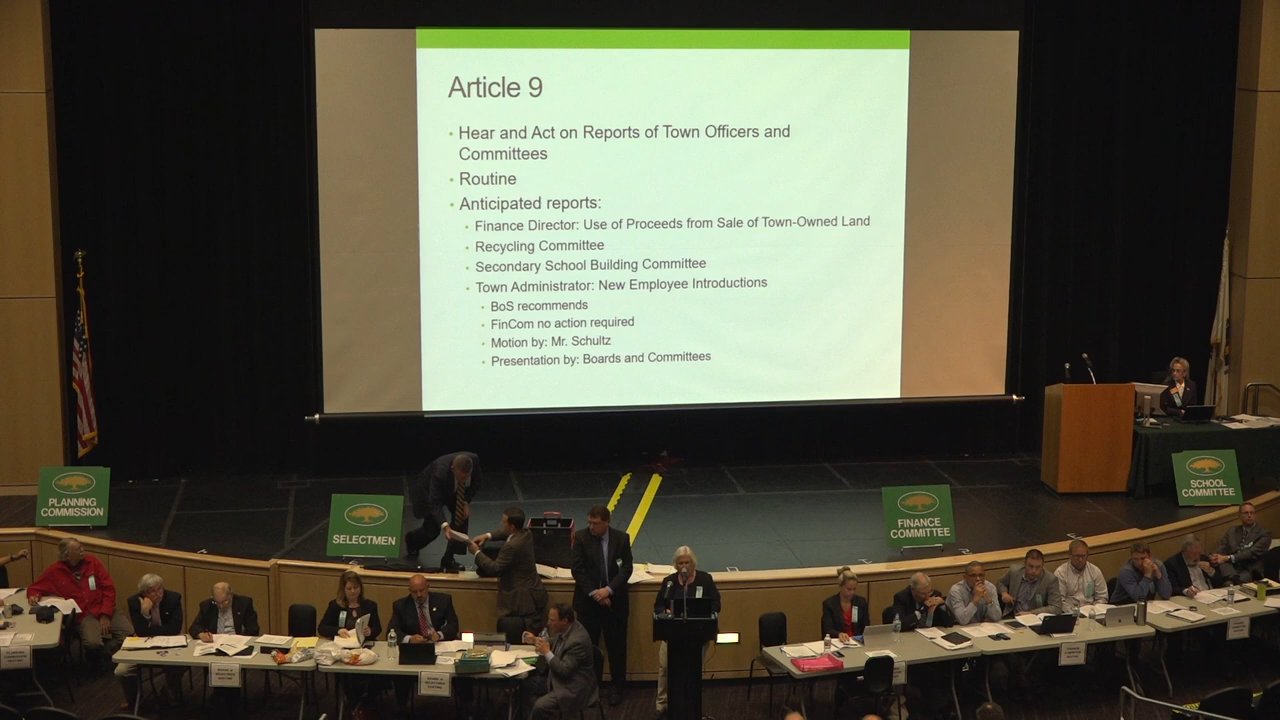 Article 9
• Hear and Act on Reports of Town Officers and
Committees
• Routine
• Anticipated reports:
• Finance Director: Use of Proceeds from Sale of Town-Owned Land
• Recycling Committee
• Secondary School Building Committee
• Town Administrator: New Employee Introductions
• BoS recommends
• FinCom no action required
• Motion by: Mr. Schultz
• Presentation by: Boards and Committees
PLANNING
COMMISSION
SELECTMEN
FINANCE
COMMITTEE
SCHOOL
COMMITTEE